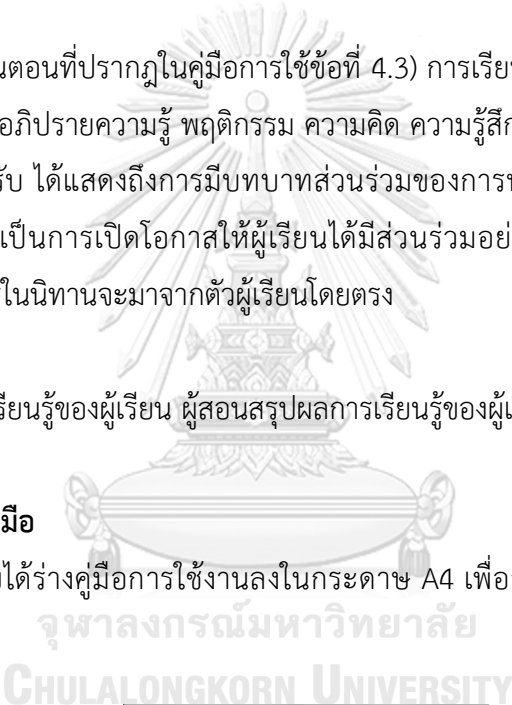 นตอนที่ปรากฏในคู่มือการใช้ข้อที่ 4.3) การเรียน
อภิปรายความรู้ พฤติกรรม ความคิด ความรู้สึก
รับ ได้แสดงถึงการมีบทบาทส่วนร่วมของการ
เป็นการเปิดโอกาสให้ผู้เรียนได้มีส่วนร่วมอย่
ในนิทานจะมาจากตัวผู้เรียนโดยตรง
รียนรู้ของผู้เรียน ผู้สอนสรุปผลการเรียนรู้ของผู้เ
มือ
ได้ร่างคู่มือการใช้งานลงในกระดาษ A4 เพื่อ
จุฬาลงกรณ์มหาวิทยาลัย
CHULALONGKORN UNIVERSITY